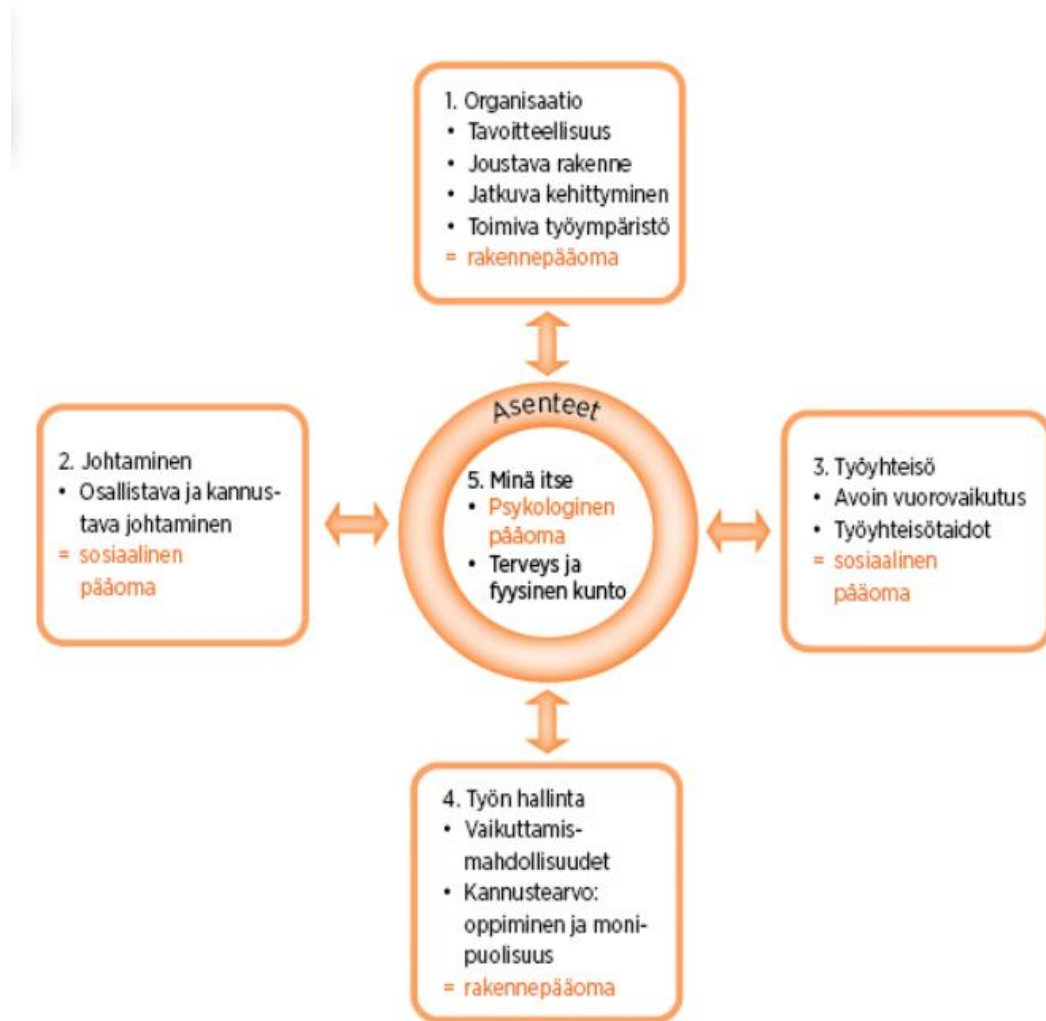 1. Organisaatio
• Tavoitteellisuus
• Joustava rakenne
• Jatkuva kehittyminen
• Toimiva työympäristö
= rakennepääoma
Asenteet
2. Johtaminen
• Osallistava ja kannus-
tava johtaminen
= sosiaalinen
pääoma
5. Minä itse
• Psykologinen
pääoma
• Terveys ja
fyysinen kunto
3. Työyhteisö
• Avoin vuorovaikutus
• Työyhteisötaidot
= sosiaalinen
pääoma
4. Työn hallinta
• Vaikuttamis-
mahdollisuudet
• Kannustearvo:
oppiminen ja moni-
puolisuus
= rakennepääoma